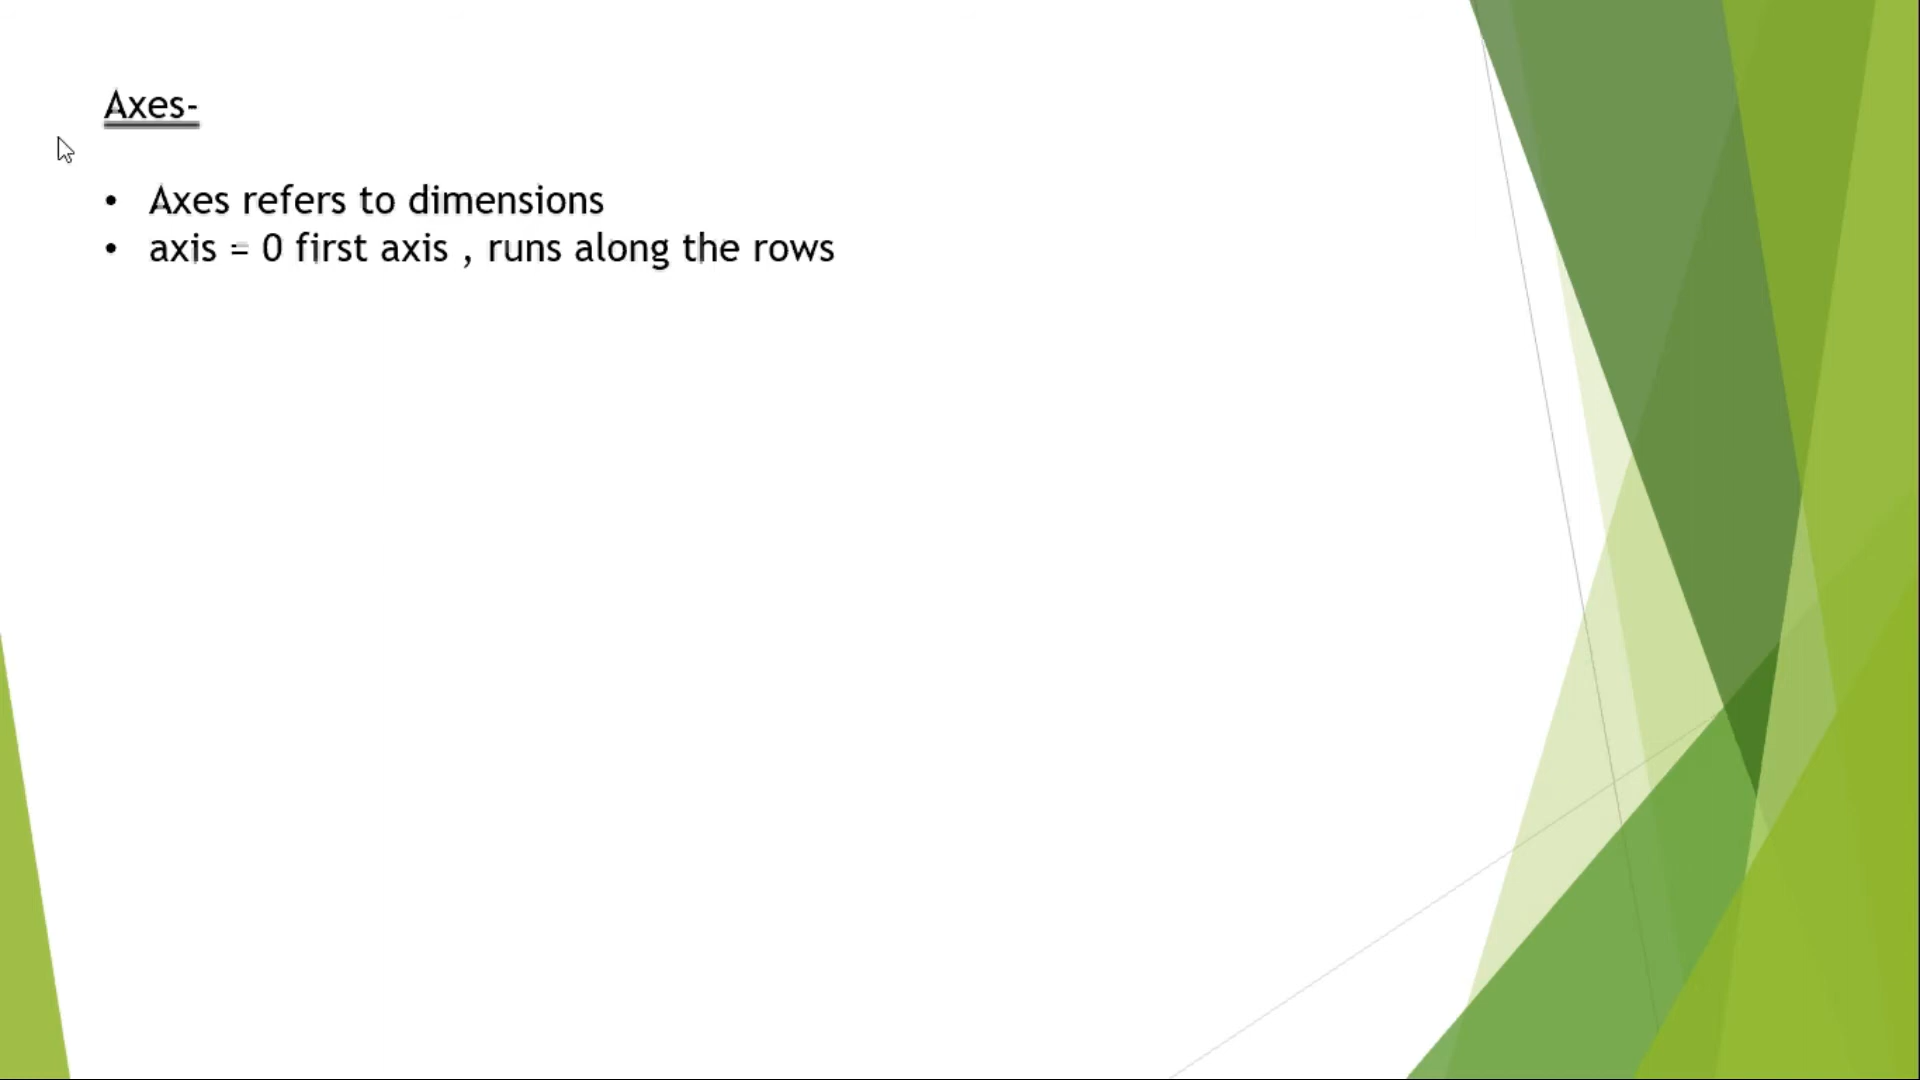 Axes-
• Axes refers to dimensions
• axis = 0 first axis , runs along the rows